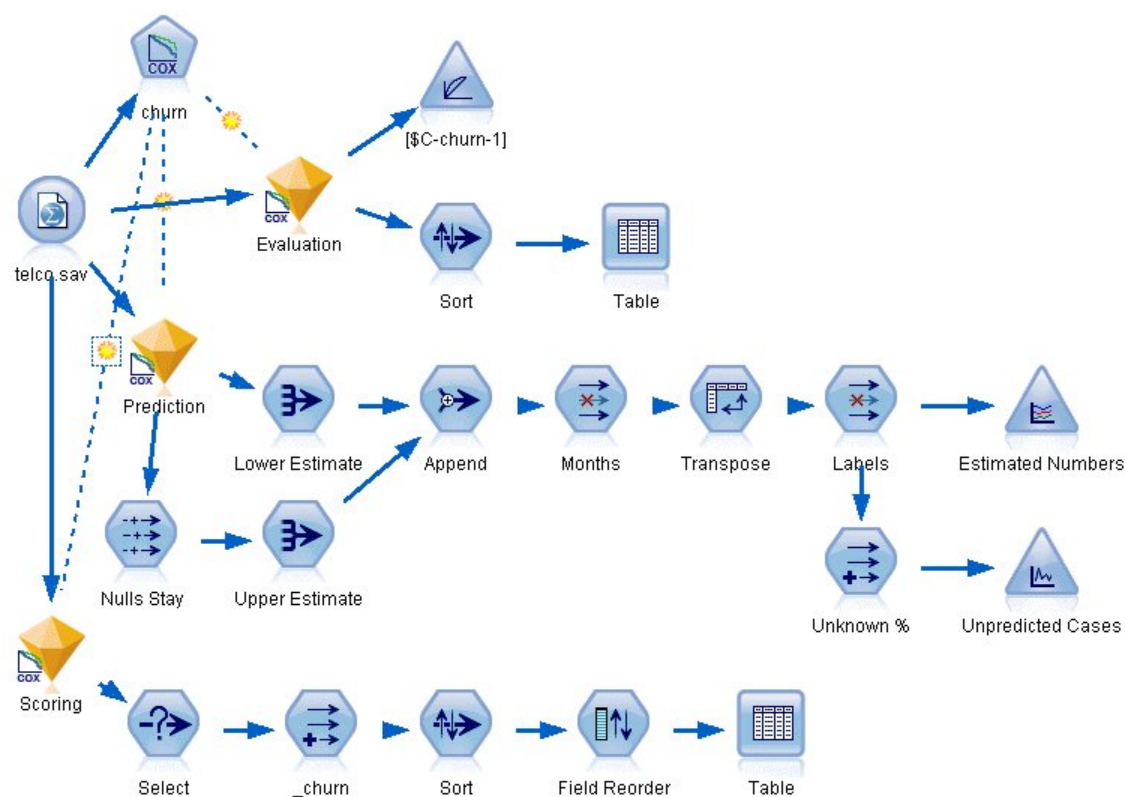 COX
churn
[$C-churn-1]
COX
Evaluation
telco.sav
Sort
Table
COX
Prediction
Lower Estimate
Append
Months
Transpose
Labels
Estimated Numbers
Nulls Stay
Upper Estimate
Unknown %
Unpredicted Cases
COX
Scoring
Select
_churn
Sort
Field Reorder
Table